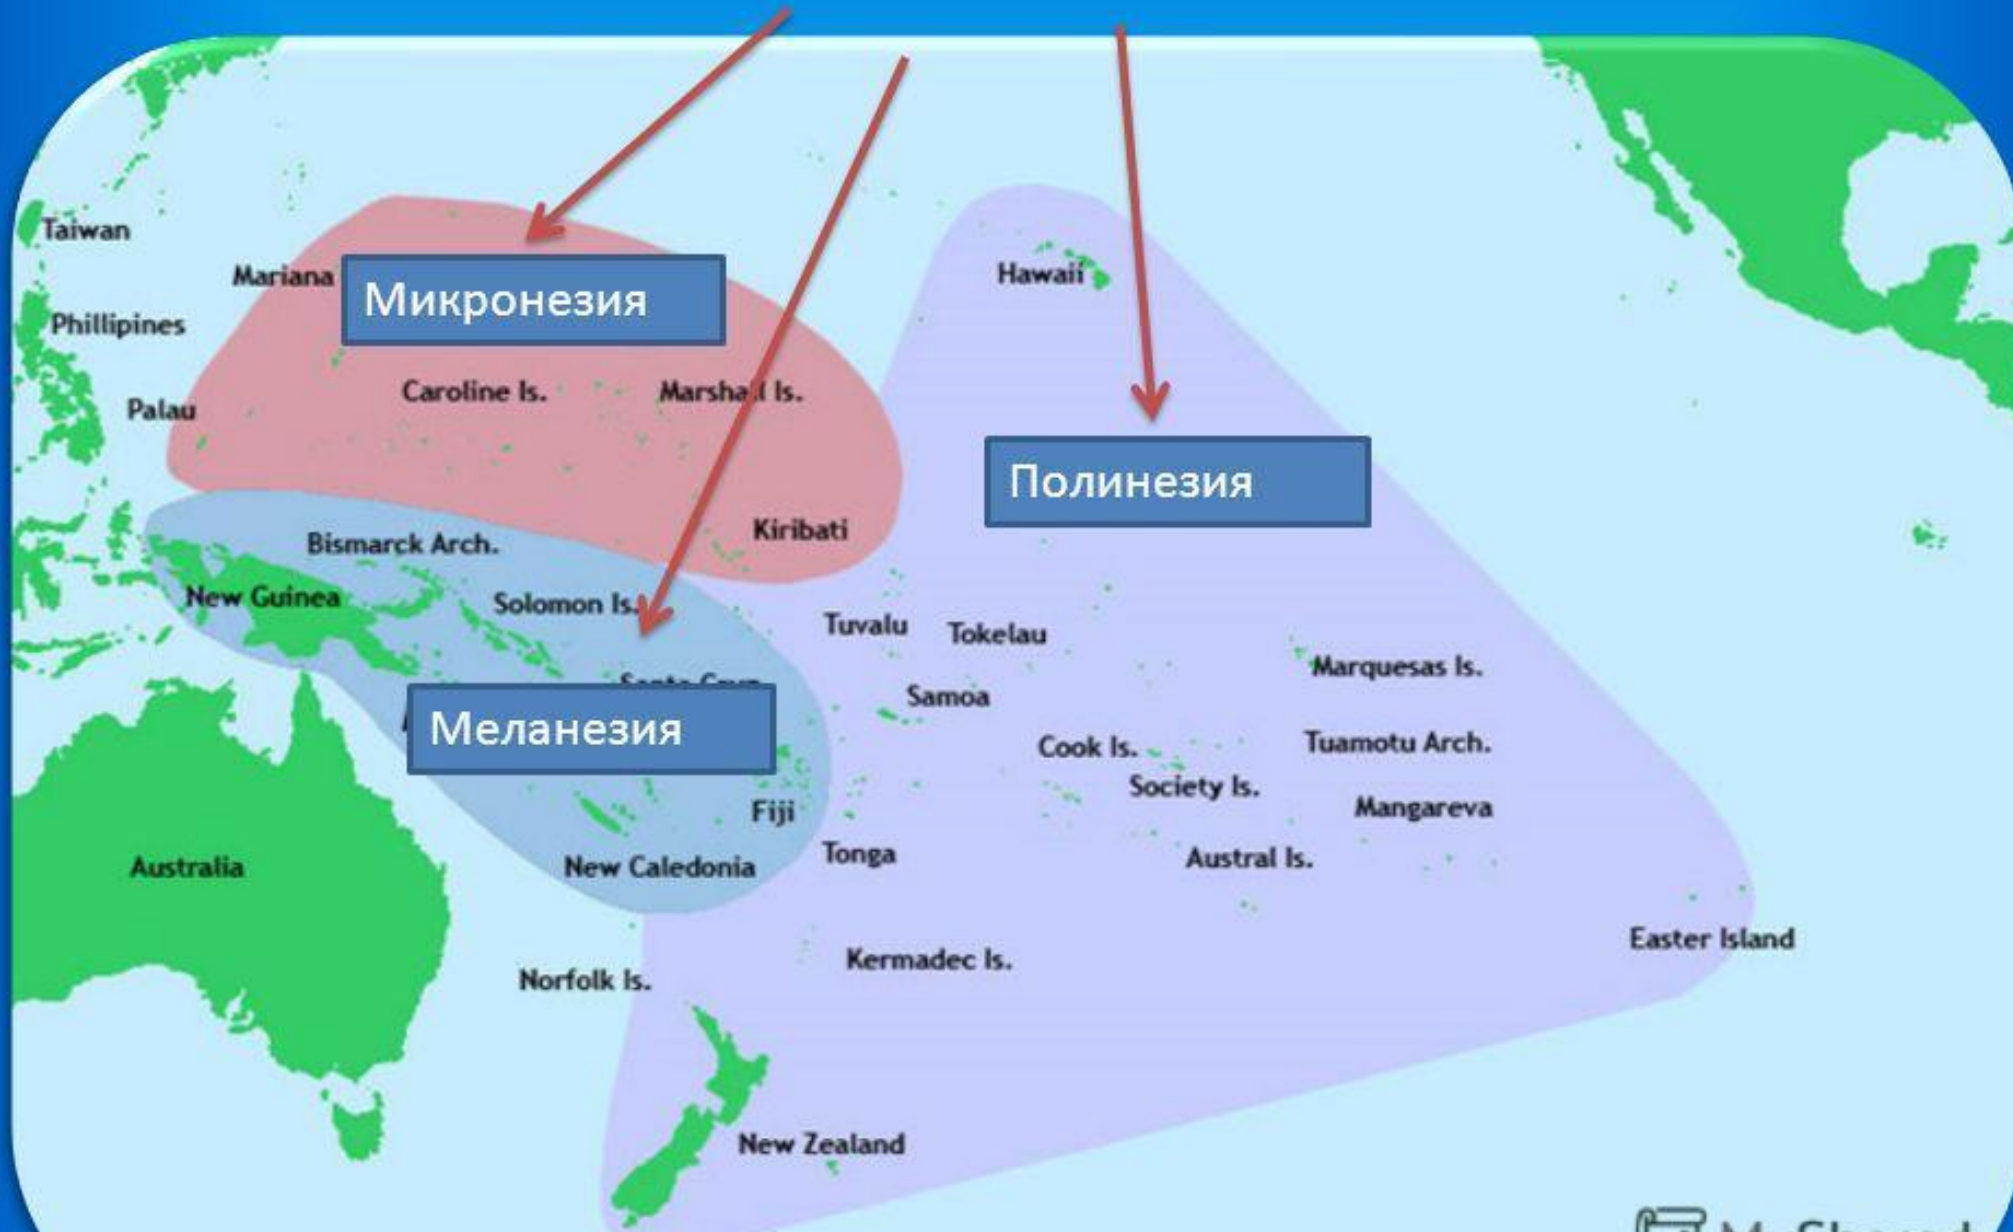 Taiwan
Mariana
Микронезия
Hawaii
Phillipines
Caroline Is.
Marshall Is.
Palau
Полинезия
Kiribati
Bismarck Arch.
New Guinea
Solomon Is.
Tuvalu
Tokelau
Marquesas Is.
Samoa
Меланезия
Cook Is.
Tuamotu Arch.
Society Is.
Mangareva
Fiji
Tonga
Austral Is.
Australia
New Caledonia
Easter Island
Kermadec Is.
Norfolk Is.
New Zealand